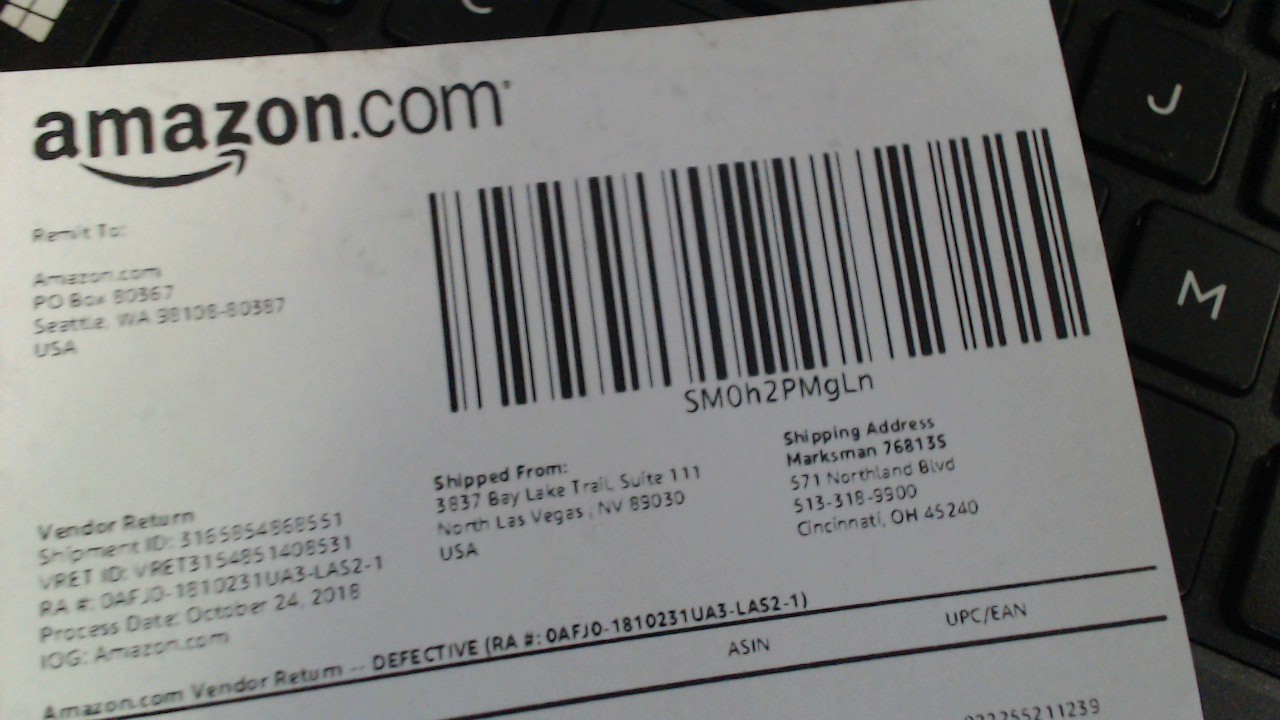 amazon.com
Remit To:
Amazon.com
PO Box 80367
Seattle, WA 98108-80387
USA
SM0h2PMgLn
Shipped From:
3837 Bay Lake Trail, Suite 111
North Las Vegas, NV 89030
USA
Shipping Address
Marksman 768135
571 Northland Blvd
513-318-9900
Cincinnati, OH 45240
Vendor Return
Shipment ID:
VRET ID:
RA #: 0AFJ0-1810231UA3-LAS2-1
Process Date: October 24, 2018
IOG: Amazon.com
Amazon.com Vendor Return -- DEFECTIVE (RA #: 0AFJ0-1810231UA3-LAS2-1)
ASIN
UPC/EAN
J
M